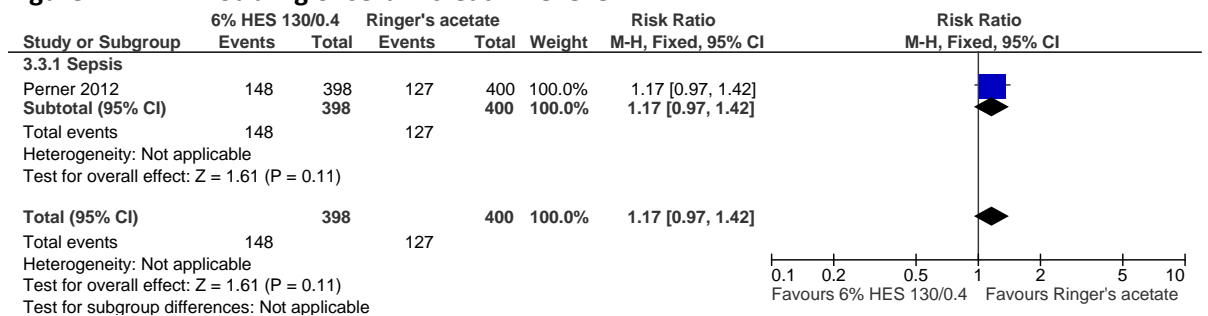 6% HES 130/0.4 Ringer's acetate Risk Ratio Risk Ratio
Study or Subgroup Events Total Events Total Weight M-H, Fixed, 95% CI M-H, Fixed, 95% CI
3.3.1 Sepsis
Perner 2012 148 398 127 400 100.0% 1.17 [0.97, 1.42]
Subtotal (95% CI) 398 400 100.0% 1.17 [0.97, 1.42]
Total events 148 127
Heterogeneity: Not applicable
Test for overall effect: Z = 1.61 (P = 0.11)
Total (95% CI) 398 400 100.0% 1.17 [0.97, 1.42]
Total events 148 127
Heterogeneity: Not applicable
Test for overall effect: Z = 1.61 (P = 0.11)
Test for subgroup differences: Not applicable
0.1 0.2 0.5 1 2 5 10
Favours 6% HES 130/0.4 Favours Ringer's acetate